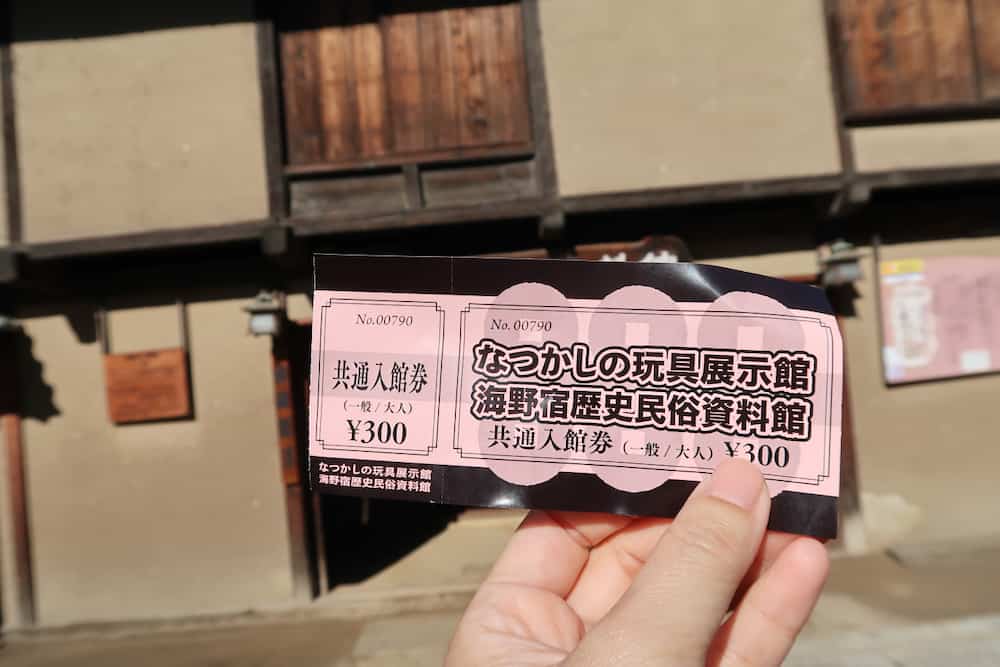 No.00790
共通入館券
(一般 / 大人)
¥300
なつかしの玩具展示館
海野宿歴史民俗資料館
No. 00790
なつかしの玩具展示館
海野宿歴史民俗資料館
共通入館券 (一般 / 大人) ¥300